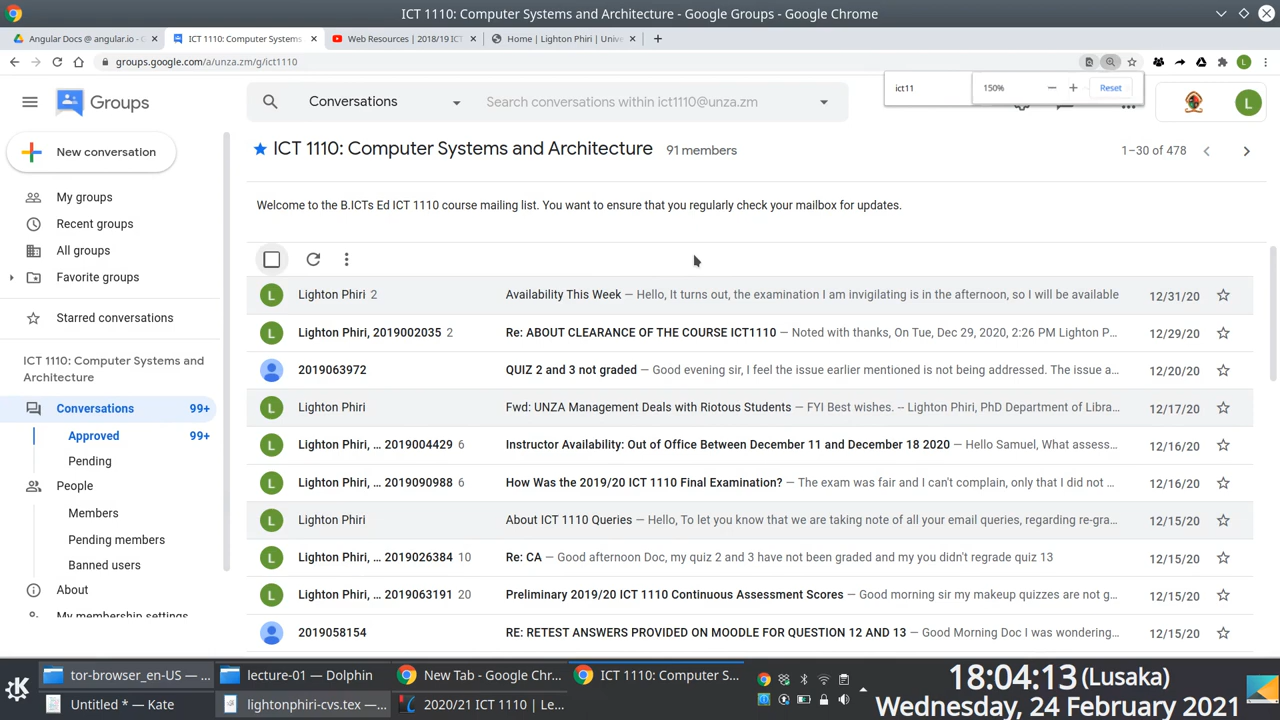 ICT 1110: Computer Systems and Architecture - Google Groups - Google Chrome
Angular Docs @ angular.io - G
ICT 1110: Computer Systems
Web Resources | 2018/19 ICT
Home | Lighton Phiri | Unive
groups.google.com/a/unza.zm/g/ict1110
L
ict11
150%
Reset
Groups
Conversations
Search conversations within ict1110@unza.zm
L
New conversation
ICT 1110: Computer Systems and Architecture 91 members
1–30 of 478
My groups
Recent groups
All groups
Favorite groups
Starred conversations
ICT 1110: Computer Systems and
Architecture
Conversations 99+
Approved 99+
Pending
People
Members
Pending members
Banned users
About
My membership settings
Welcome to the B.ICTs Ed ICT 1110 course mailing list. You want to ensure that you regularly check your mailbox for updates.
L Lighton Phiri 2 Availability This Week — Hello, It turns out, the examination I am invigilating is in the afternoon, so I will be available 12/31/20
L Lighton Phiri, 2019002035 2 Re: ABOUT CLEARANCE OF THE COURSE ICT1110 — Noted with thanks, On Tue, Dec 29, 2020, 2:26 PM Lighton P… 12/29/20
2019063972 QUIZ 2 and 3 not graded — Good evening sir, I feel the issue earlier mentioned is not being addressed. The issue a… 12/20/20
L Lighton Phiri Fwd: UNZA Management Deals with Riotous Students — FYI Best wishes. -- Lighton Phiri, PhD Department of Libra… 12/17/20
L Lighton Phiri, … 2019004429 6 Instructor Availability: Out of Office Between December 11 and December 18 2020 — Hello Samuel, What assess… 12/16/20
L Lighton Phiri, … 2019090988 6 How Was the 2019/20 ICT 1110 Final Examination? — The exam was fair and I can't complain, only that I did not … 12/16/20
L Lighton Phiri About ICT 1110 Queries — Hello, To let you know that we are taking note of all your email queries, regarding re-gra… 12/15/20
L Lighton Phiri, … 2019026384 10 Re: CA — Good afternoon Doc, my quiz 2 and 3 have not been graded and my you didn't regrade quiz 13 12/15/20
L Lighton Phiri, … 2019063191 20 Preliminary 2019/20 ICT 1110 Continuous Assessment Scores — Good morning sir my makeup quizzes are not g… 12/15/20
2019058154 RE: RETEST ANSWERS PROVIDED ON MOODLE FOR QUESTION 12 AND 13 — Good Morning Doc I was wondering… 12/15/20
tor-browser_en-US — …
lecture-01 — Dolphin
New Tab - Google Chr…
ICT 1110: Computer S…
Untitled * — Kate
lightonphiri-cvs.tex —…
2020/21 ICT 1110 | Le…
18:04:13 (Lusaka)
Wednesday, 24 February 2021